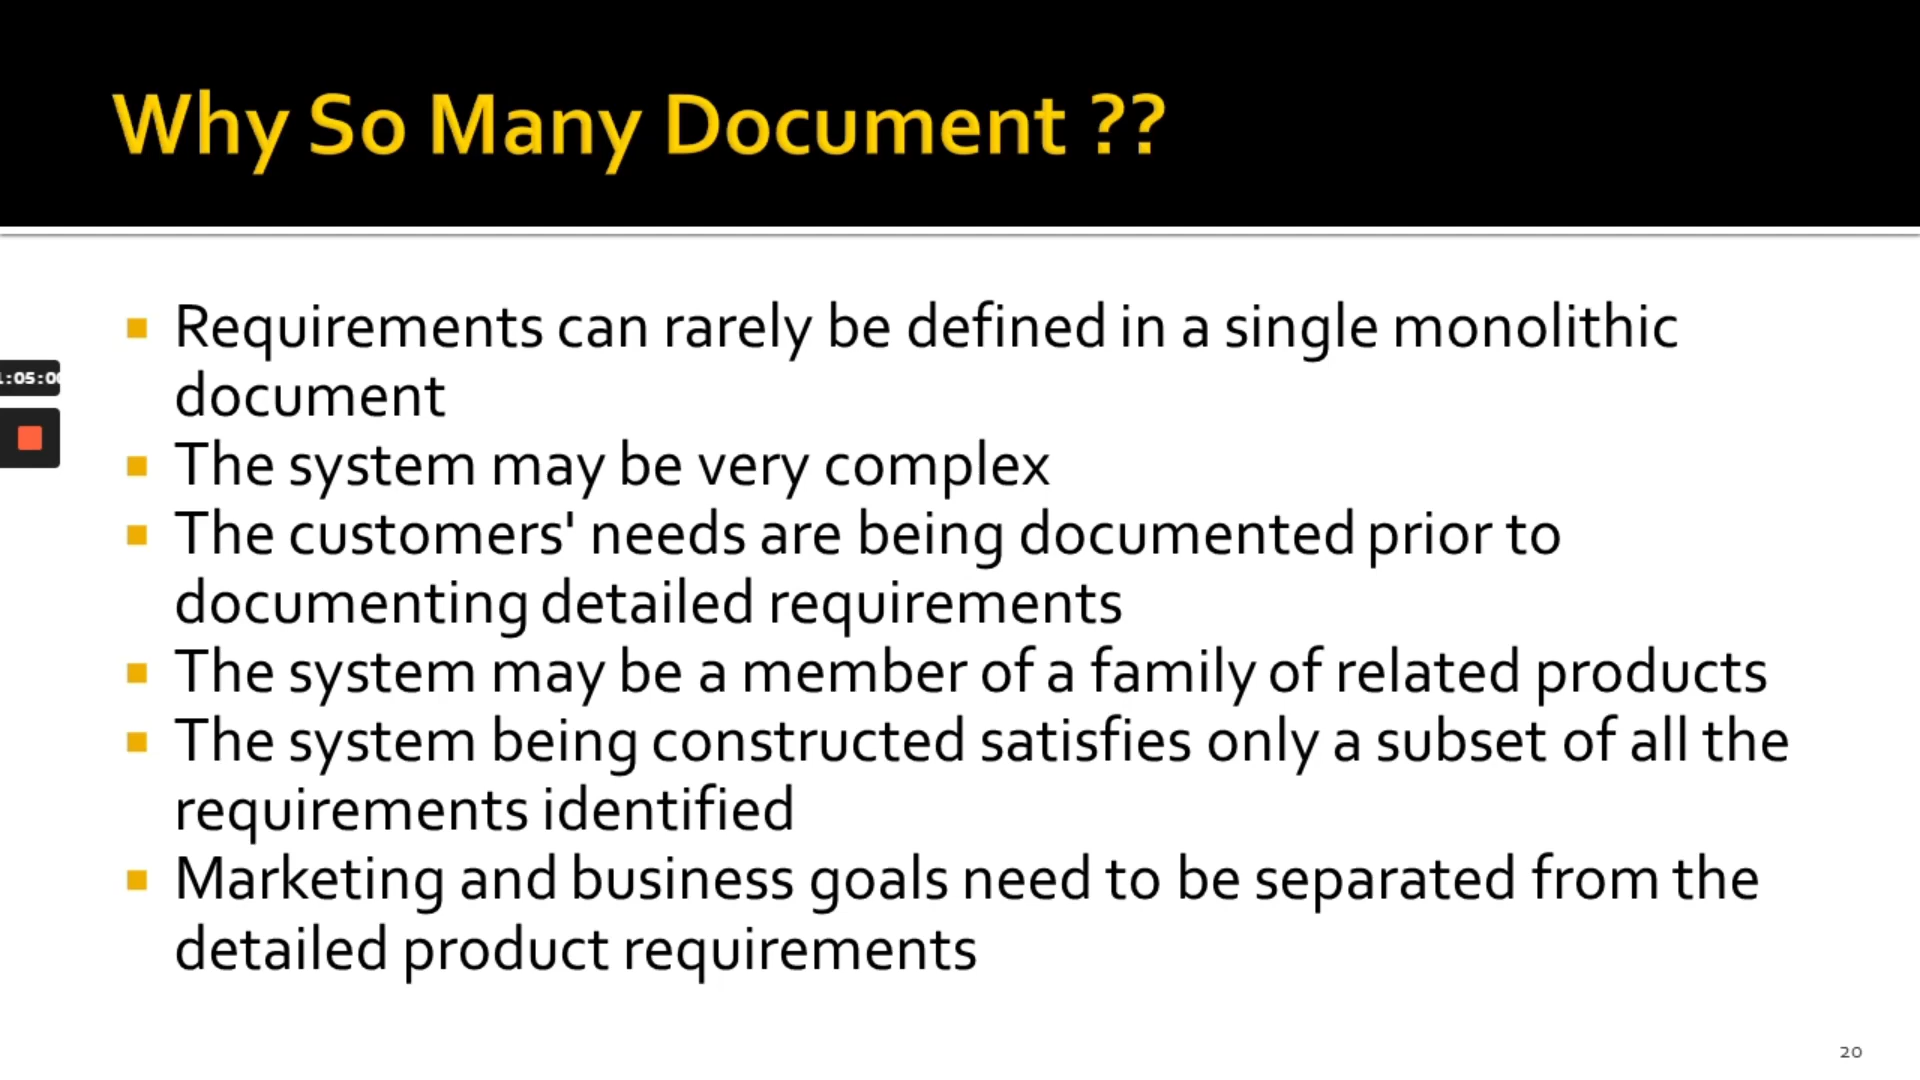 Why So Many Document ??
Requirements can rarely be defined in a single monolithic
document
The system may be very complex
The customers' needs are being documented prior to
documenting detailed requirements
The system may be a member of a family of related products
The system being constructed satisfies only a subset of all the
requirements identified
Marketing and business goals need to be separated from the
detailed product requirements
20